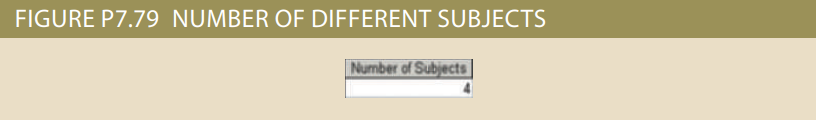 FIGURE P7.79 NUMBER OF DIFFERENT SUBJECTS
Number of Subjects
4